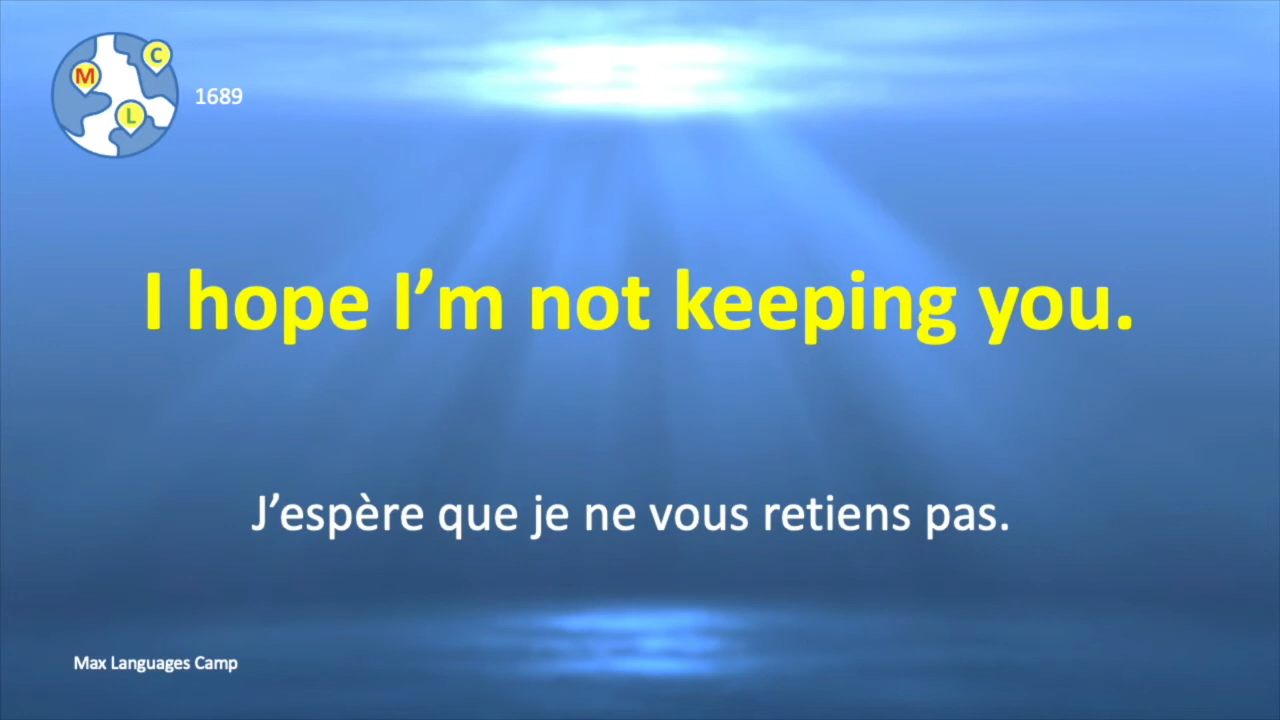 C
M
L
1689
I hope I’m not keeping you.
J’espère que je ne vous retiens pas.
Max Languages Camp